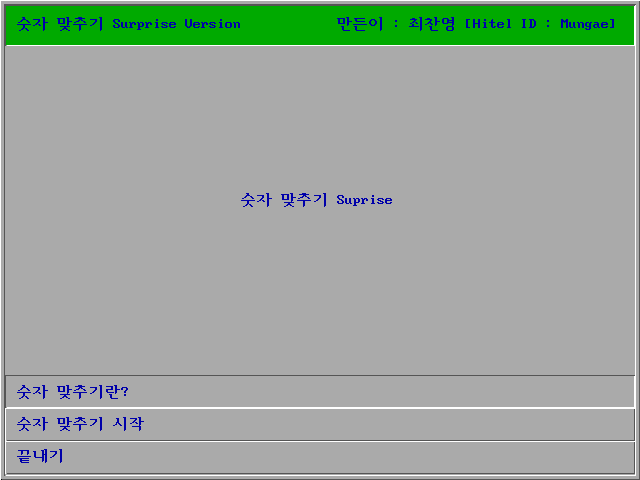 숫자 맞추기 Surprise Version 만든이 : 최찬영 [Hitel ID : Mungae]
숫자 맞추기 Suprise
숫자 맞추기란?
숫자 맞추기 시작
끝내기